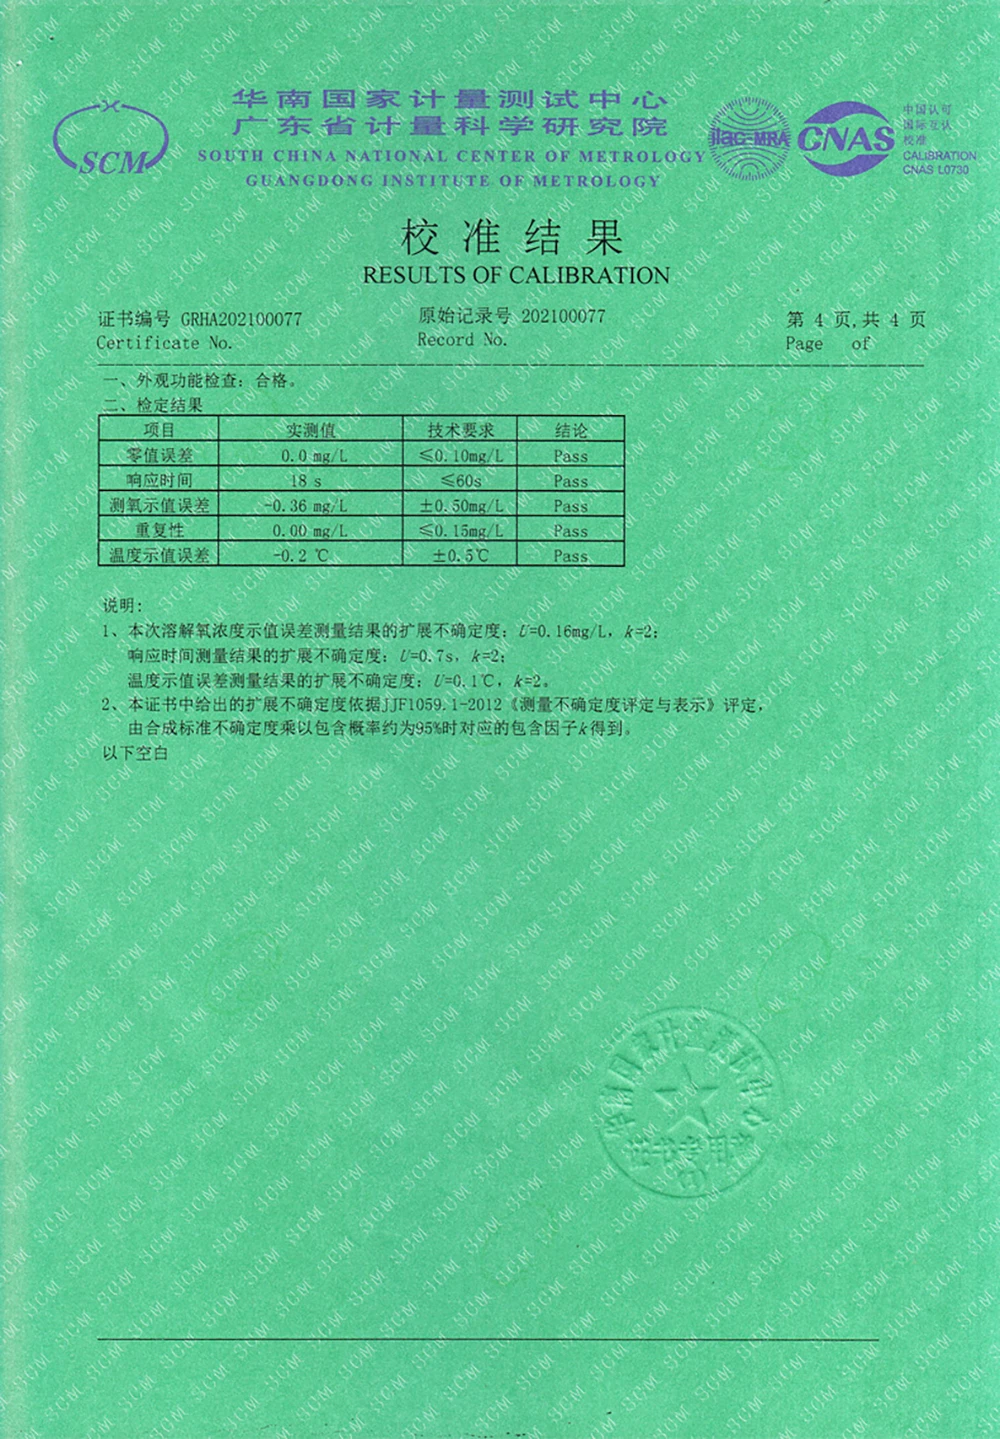 SCM
华南国家计量测试中心
广东省计量科学研究院
SOUTH CHINA NATIONAL CENTER OF METROLOGY
GUANGDONG INSTITUTE OF METROLOGY
ilac-MRA
CNAS
中国认可
国际互认
校准
CALIBRATION
CNAS L0730
校准结果
RESULTS OF CALIBRATION
证书编号 GRHA202100077
Certificate No.
原始记录号 202100077
Record No.
第 4 页,共 4 页
Page of
一、外观功能检查：合格。
二、检定结果
项目 实测值 技术要求 结论
零值误差 0.0 mg/L ≤0.10mg/L Pass
响应时间 18 s ≤60s Pass
测氧示值误差 -0.36 mg/L ±0.50mg/L Pass
重复性 0.00 mg/L ≤0.15mg/L Pass
温度示值误差 -0.2 ℃ ±0.5℃ Pass
说明:
1、本次溶解氧浓度示值误差测量结果的扩展不确定度：U=0.16mg/L，k=2;
响应时间测量结果的扩展不确定度：U=0.7s，k=2;
温度示值误差测量结果的扩展不确定度：U=0.1℃，k=2。
2、本证书中给出的扩展不确定度依据JJF1059.1-2012《测量不确定度评定与表示》评定，
由合成标准不确定度乘以包含概率约为95%时对应的包含因子k得到。
以下空白
证书专用章
(1)